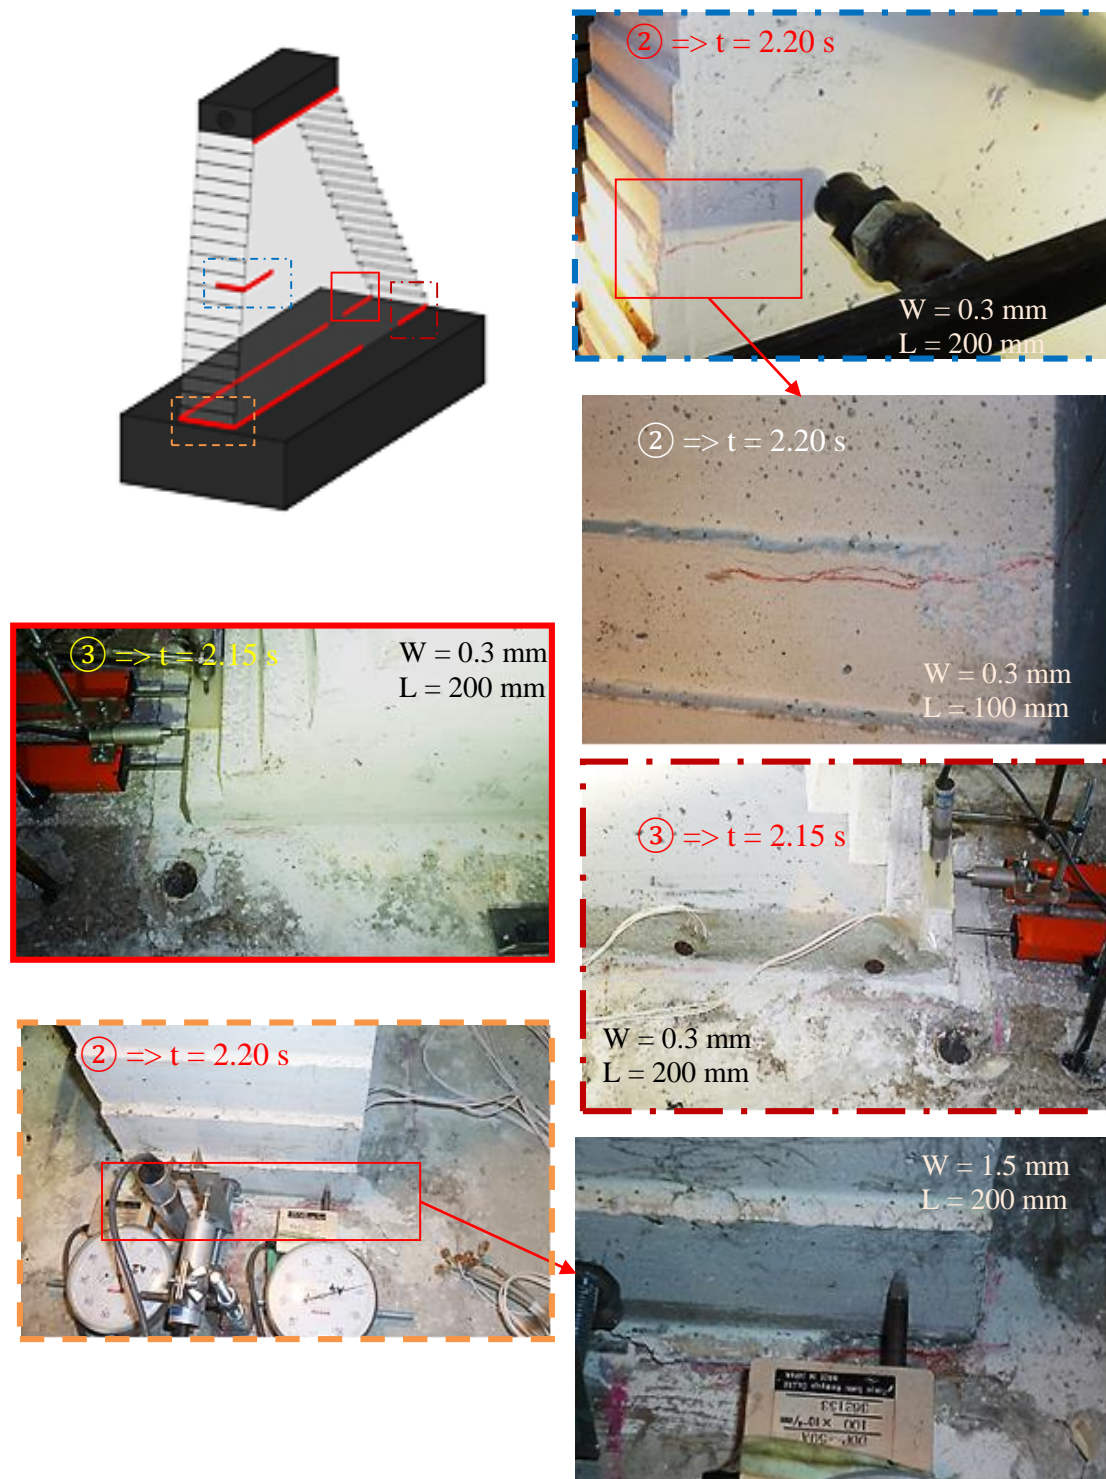 ② => t = 2.20 s
W = 0.3 mm
L = 200 mm
② => t = 2.20 s
W = 0.3 mm
L = 100 mm
③ => t = 2.15 s
W = 0.3 mm
L = 200 mm
③ => t = 2.15 s
W = 0.3 mm
L = 200 mm
② => t = 2.20 s
W = 1.5 mm
L = 200 mm
362153